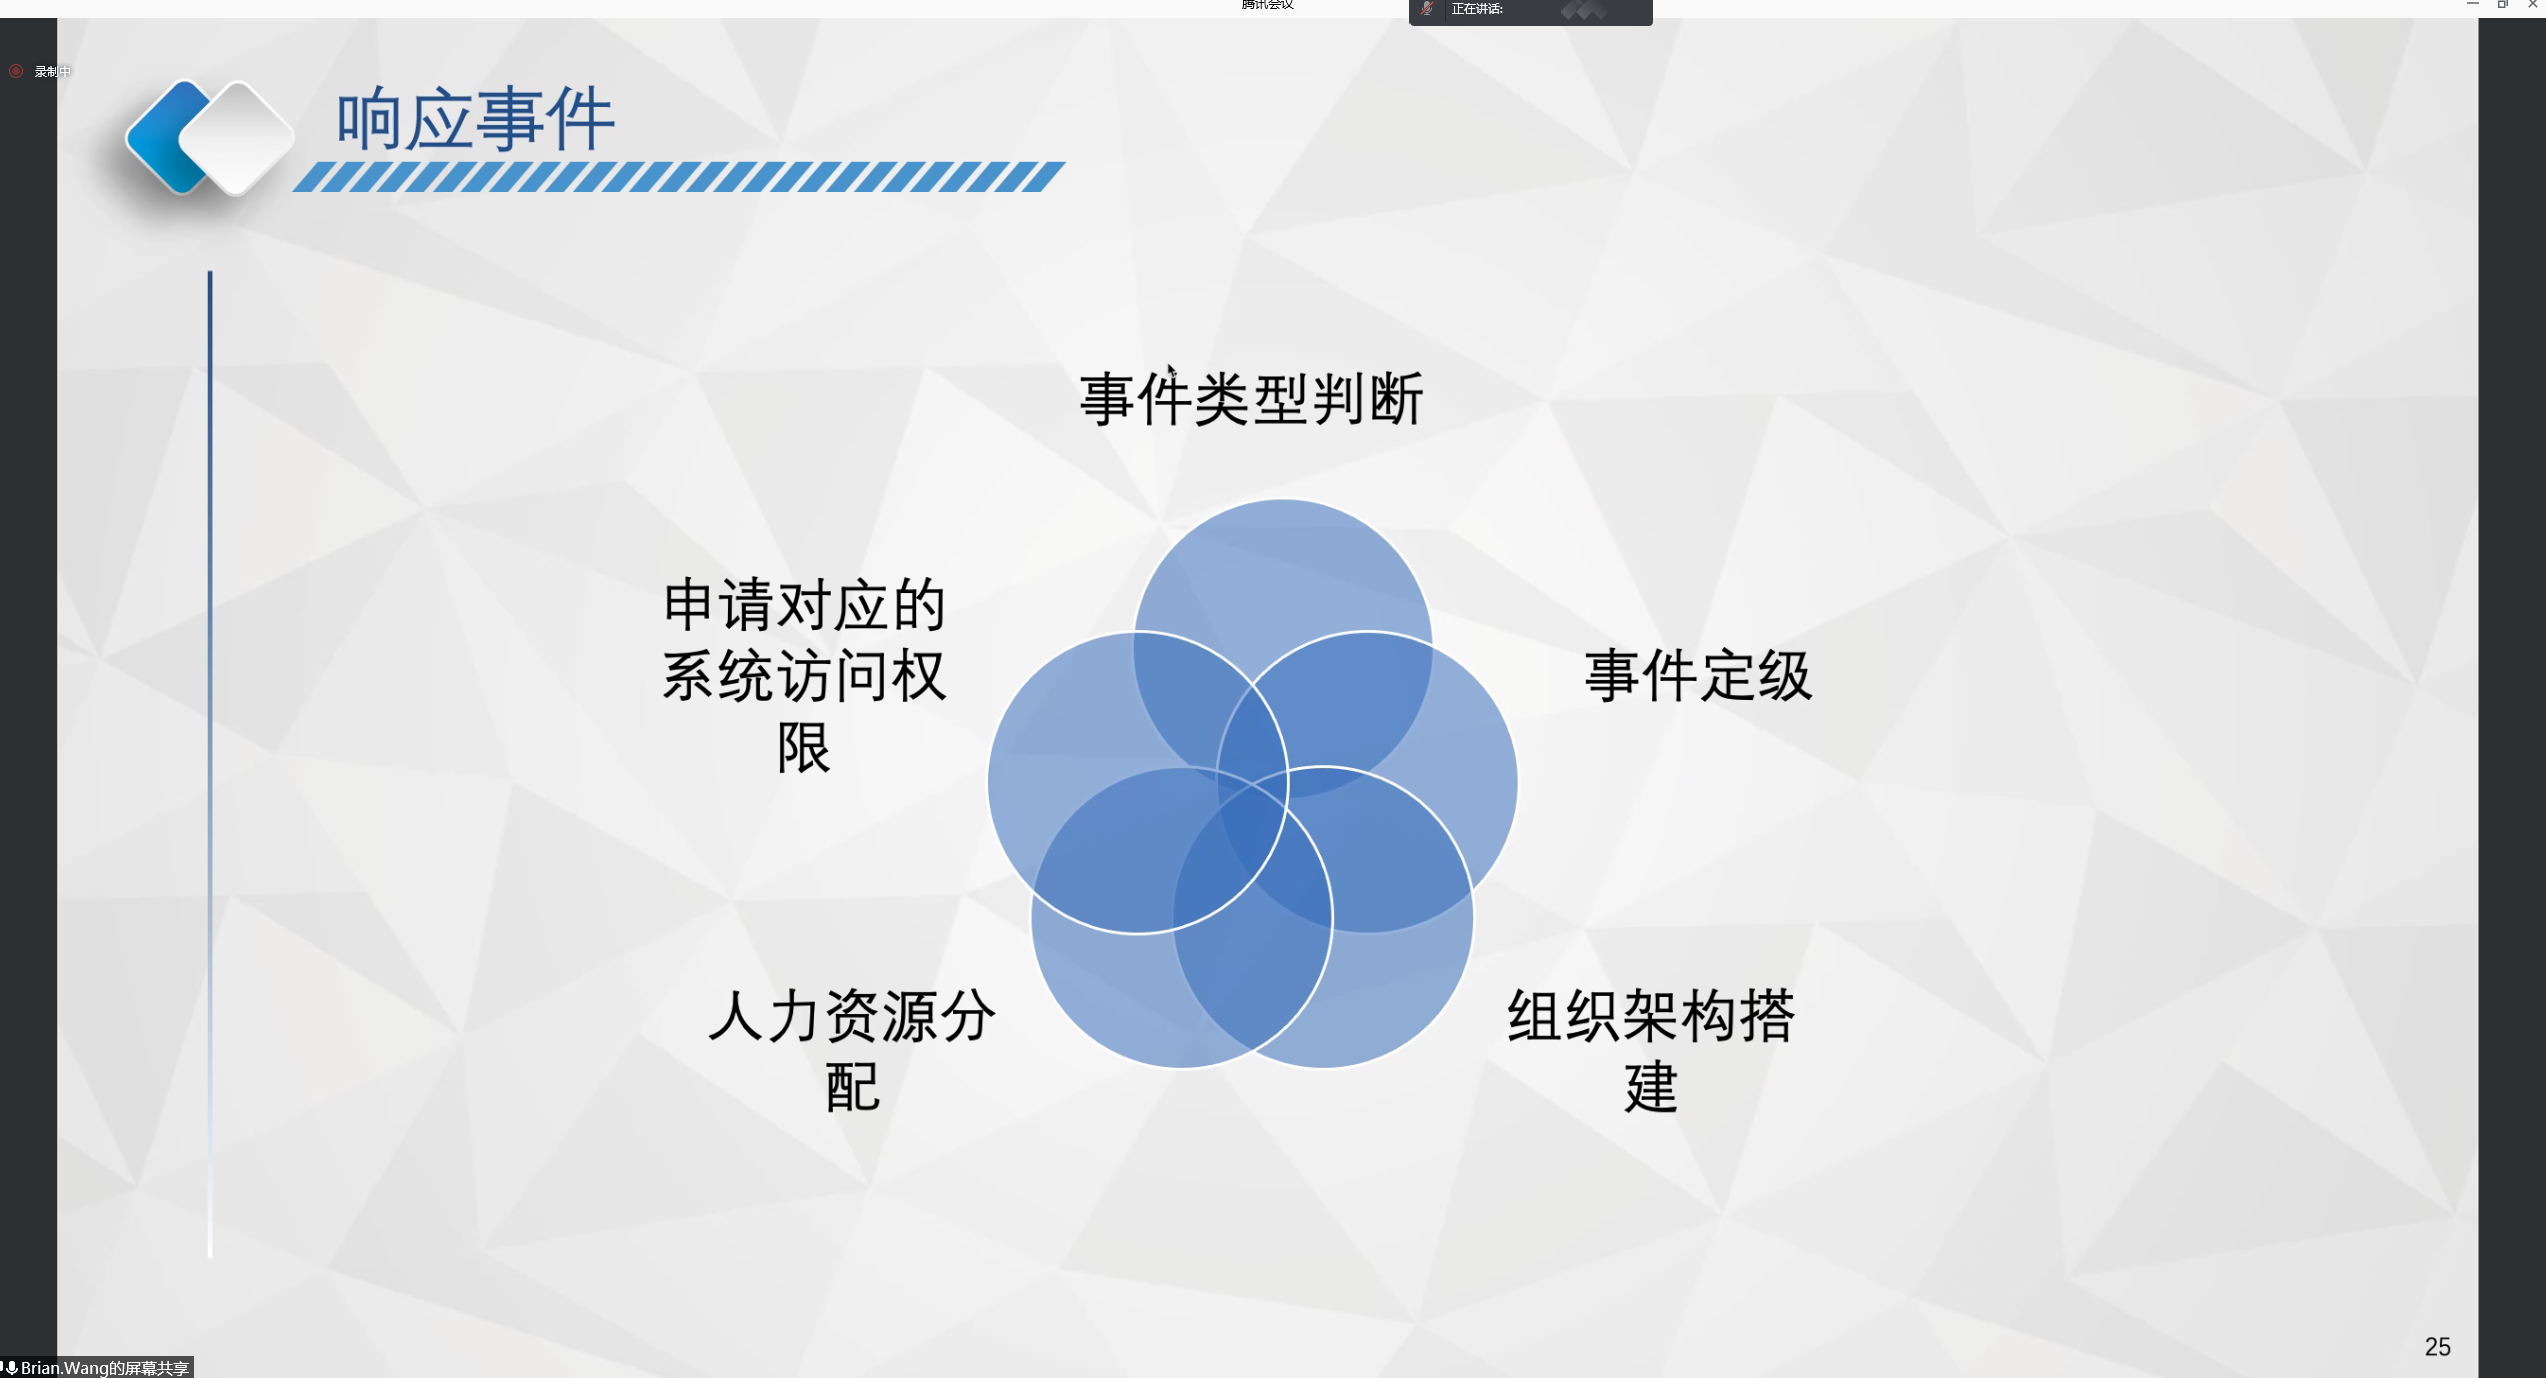 腾讯会议
正在讲话:
录制中
响应事件
事件类型判断
申请对应的
系统访问权
限
事件定级
人力资源分
配
组织架构搭
建
25
Brian.Wang的屏幕共享